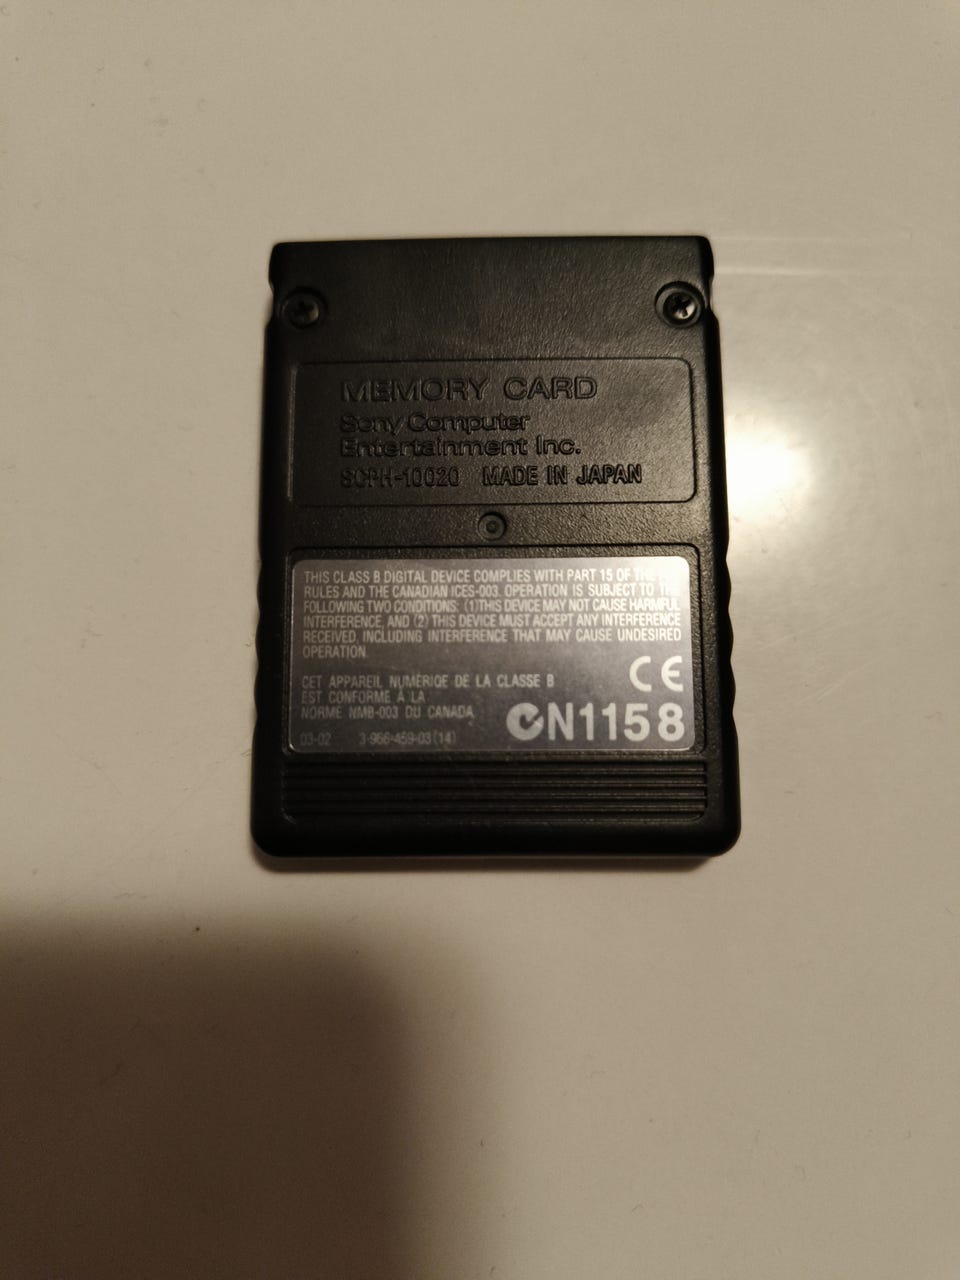 MEMORY CARD
Sony Computer
Entertainment Inc.
SCPH-10020 MADE IN JAPAN
THIS CLASS B DIGITAL DEVICE COMPLIES WITH PART 15 OF THE
RULES AND THE CANADIAN ICES-003. OPERATION IS SUBJECT TO THE
FOLLOWING TWO CONDITIONS: (1)THIS DEVICE MAY NOT CAUSE HARMFUL
INTERFERENCE, AND (2) THIS DEVICE MUST ACCEPT ANY INTERFERENCE
RECEIVED, INCLUDING INTERFERENCE THAT MAY CAUSE UNDESIRED
OPERATION.
CET APPAREIL NUMÉRIQE DE LA CLASSE B
EST CONFORME À LA
NORME NMB-003 DU CANADA
CE
N1158
03-02 3-966-459-03(14)